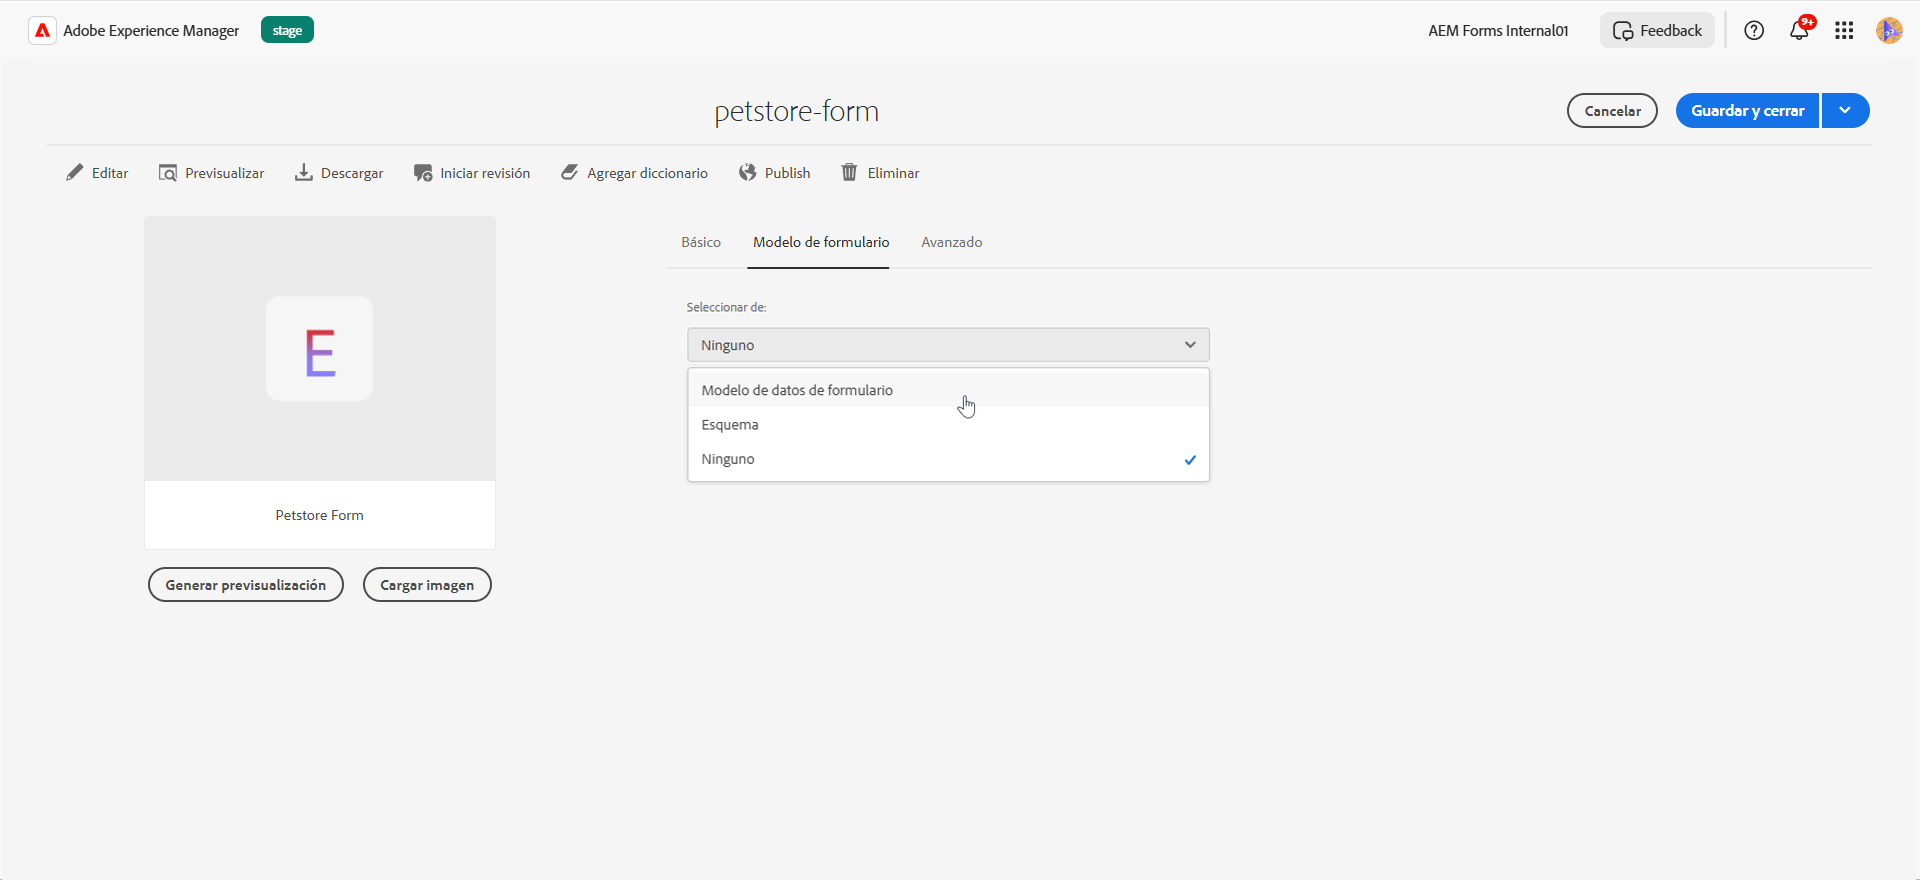 Adobe Experience Manager
stage
AEM Forms Internal01
Feedback
9+
petstore-form
Cancelar
Guardar y cerrar
Editar
Previsualizar
Descargar
Iniciar revisión
Agregar diccionario
Publish
Eliminar
Básico
Modelo de formulario
Avanzado
E
Petstore Form
Generar previsualización
Cargar imagen
Seleccionar de:
Ninguno
Modelo de datos de formulario
Esquema
Ninguno